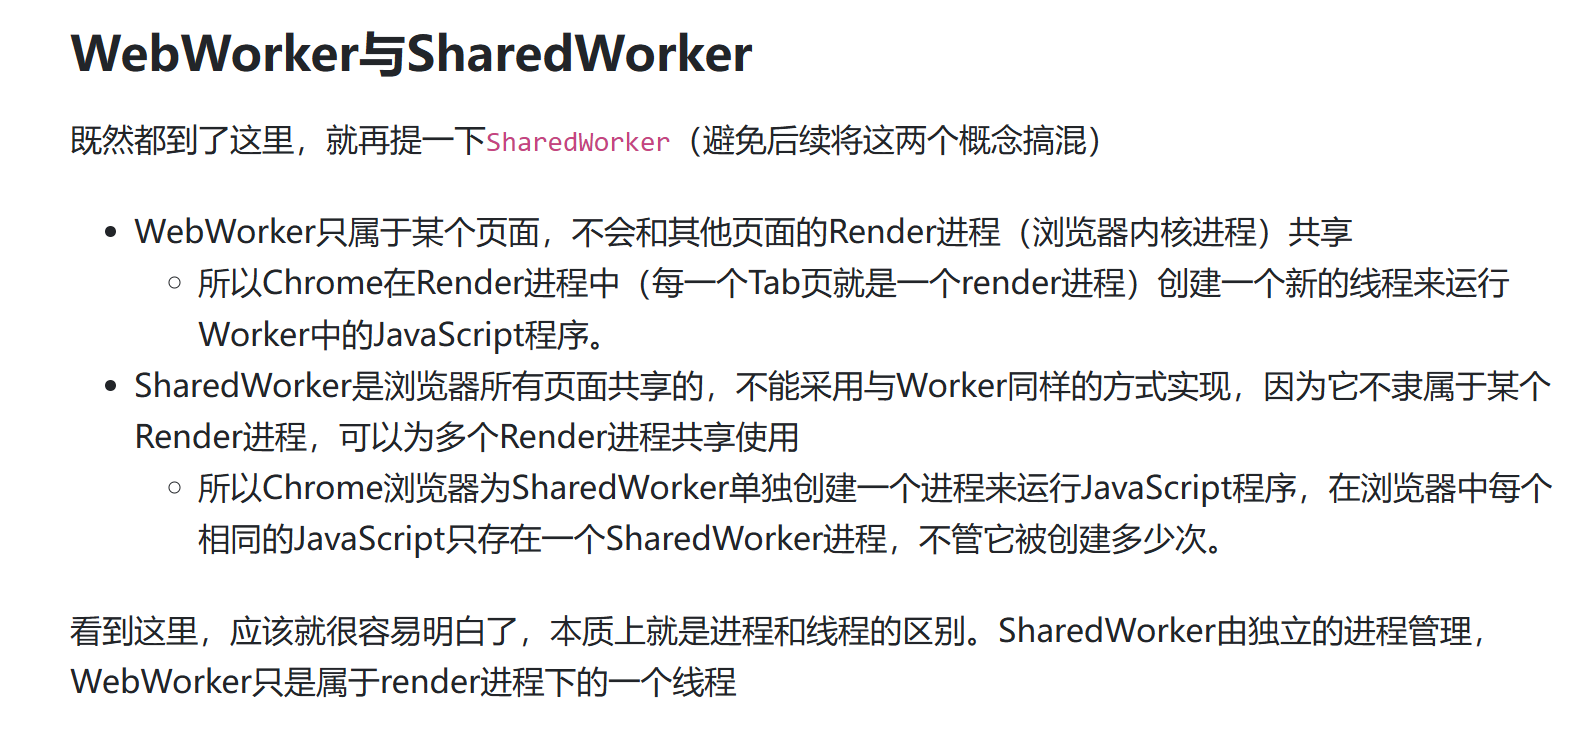 WebWorker与SharedWorker
既然都到了这里，就再提一下SharedWorker（避免后续将这两个概念搞混）
• WebWorker只属于某个页面，不会和其他页面的Render进程（浏览器内核进程）共享
◦ 所以Chrome在Render进程中（每一个Tab页就是一个render进程）创建一个新的线程来运行
Worker中的JavaScript程序。
• SharedWorker是浏览器所有页面共享的，不能采用与Worker同样的方式实现，因为它不隶属于某个
Render进程，可以为多个Render进程共享使用
◦ 所以Chrome浏览器为SharedWorker单独创建一个进程来运行JavaScript程序，在浏览器中每个
相同的JavaScript只存在一个SharedWorker进程，不管它被创建多少次。
看到这里，应该就很容易明白了，本质上就是进程和线程的区别。SharedWorker由独立的进程管理，
WebWorker只是属于render进程下的一个线程